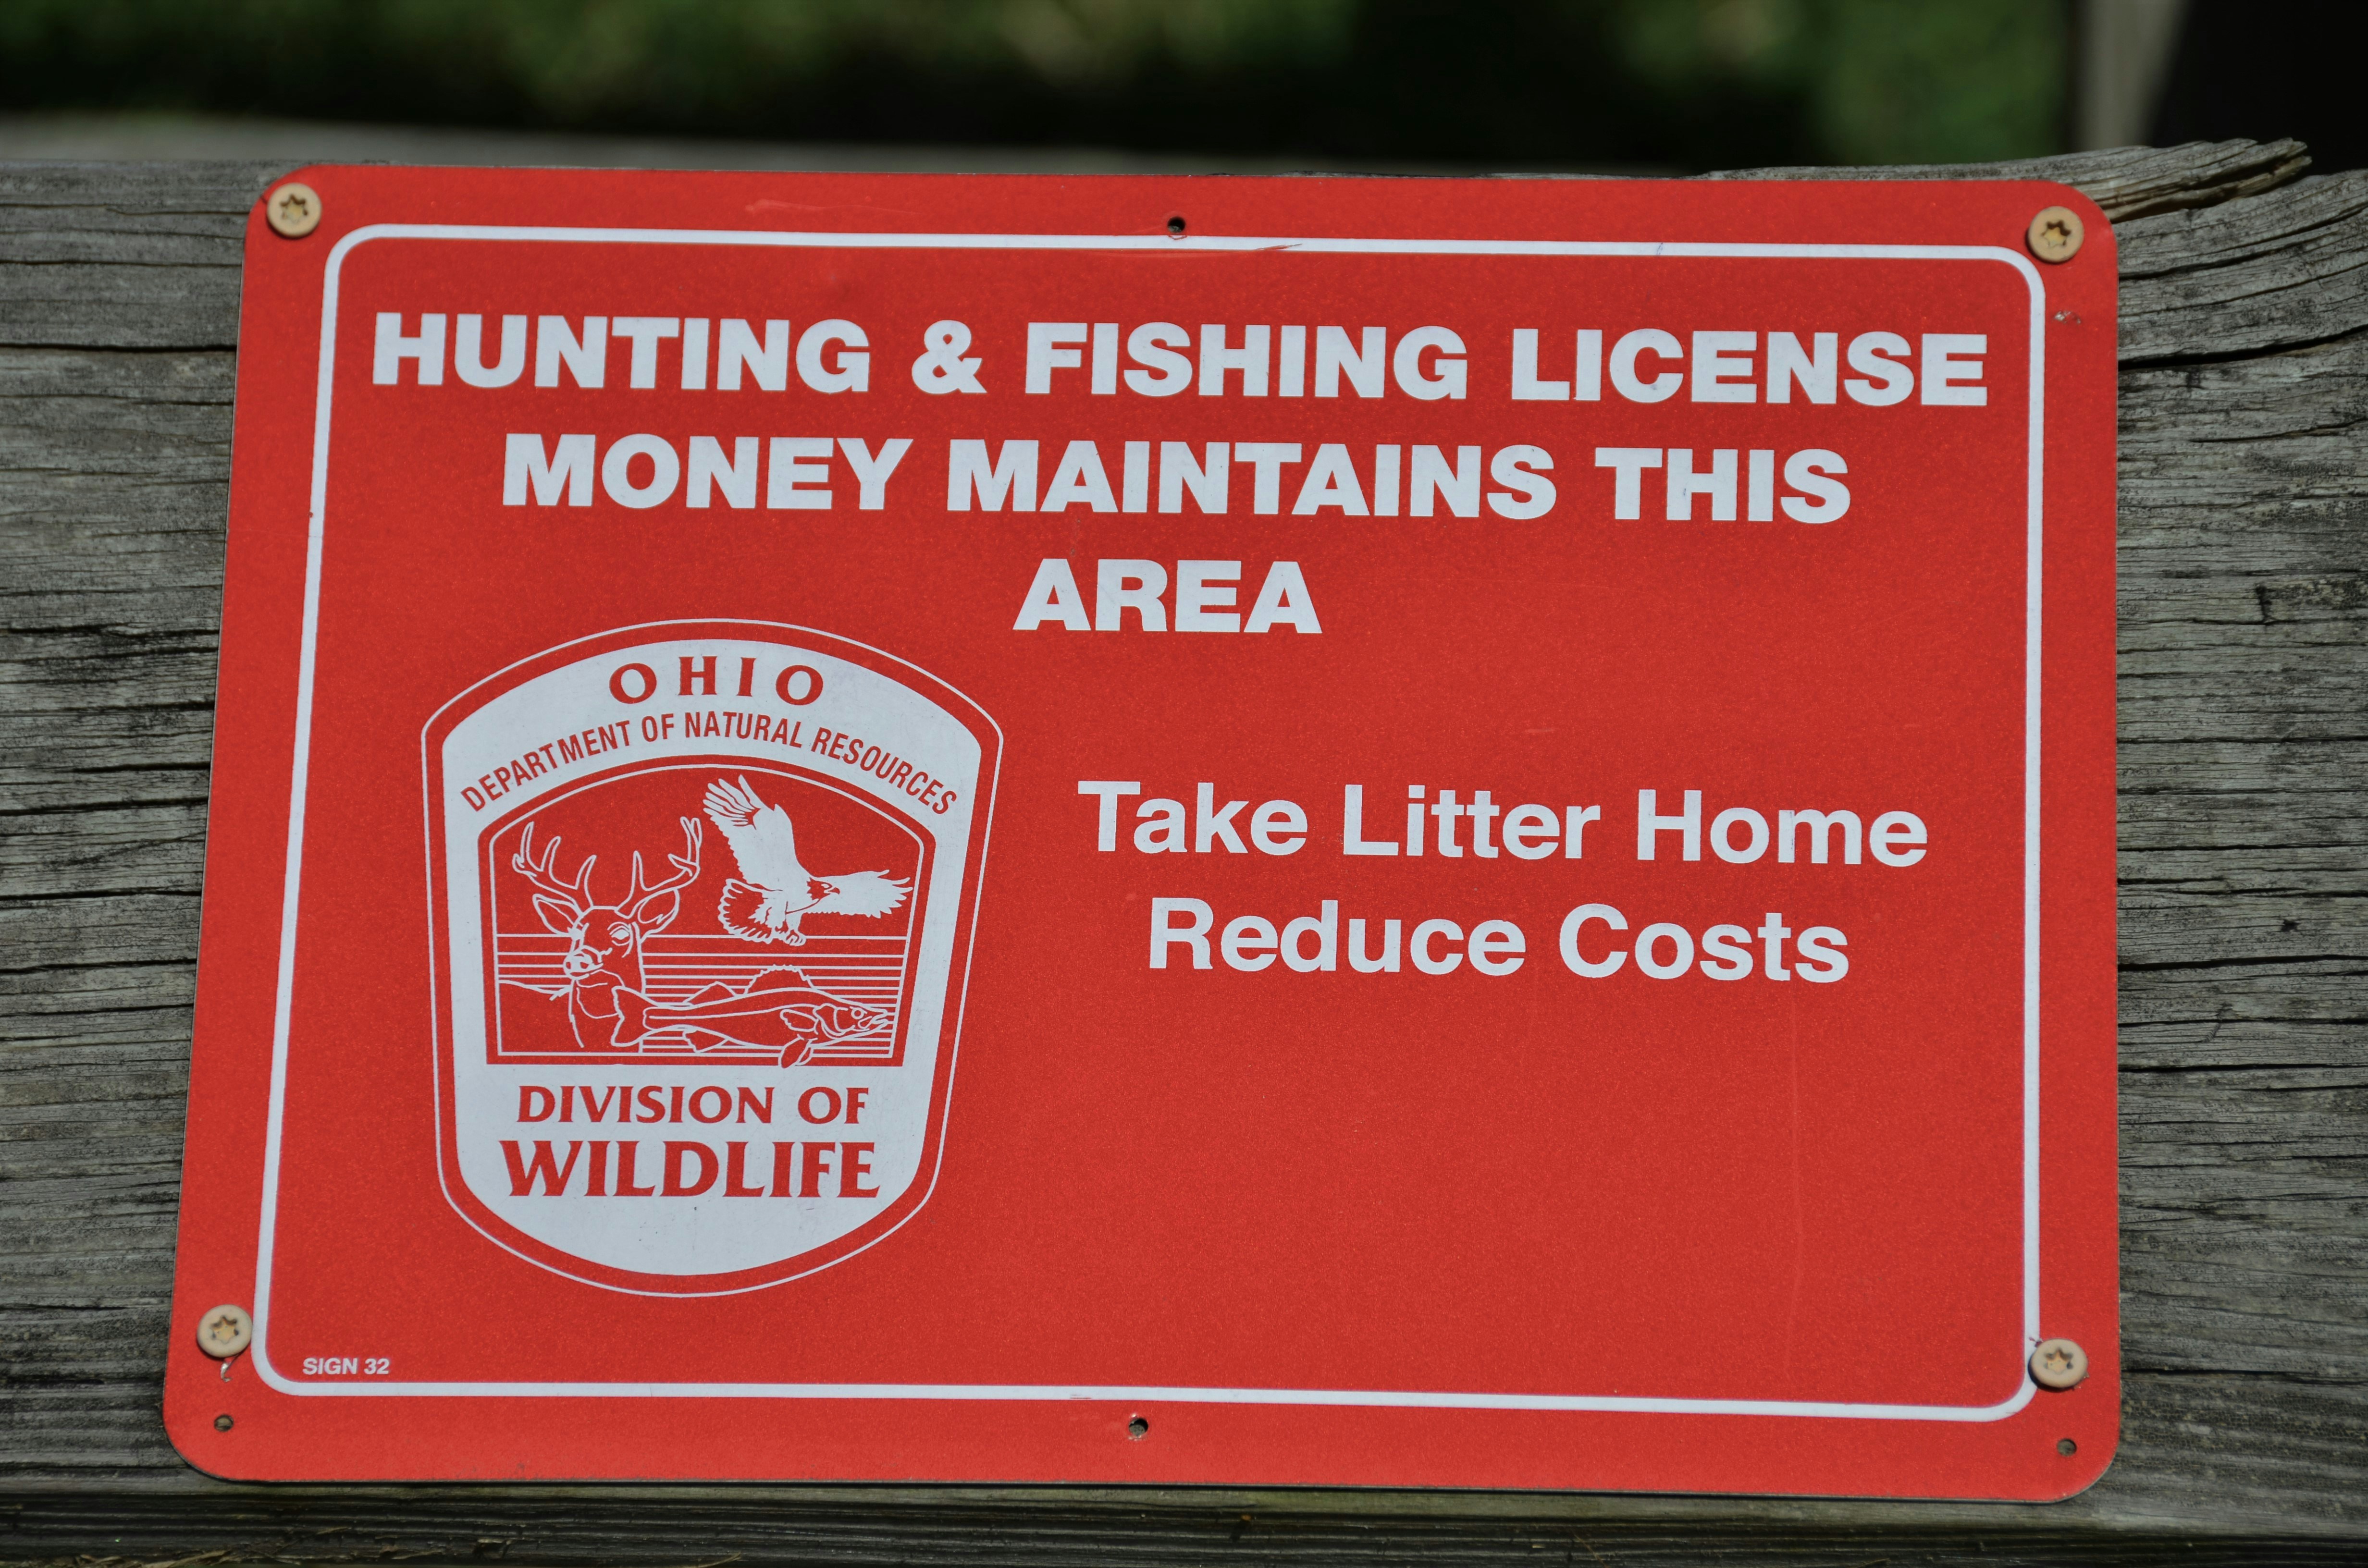 HUNTING & FISHING LICENSE
MONEY MAINTAINS THIS
AREA
OHIO
DEPARTMENT OF NATURAL RESOURCES
DIVISION OF
WILDLIFE
Take Litter Home
Reduce Costs
SIGN 32